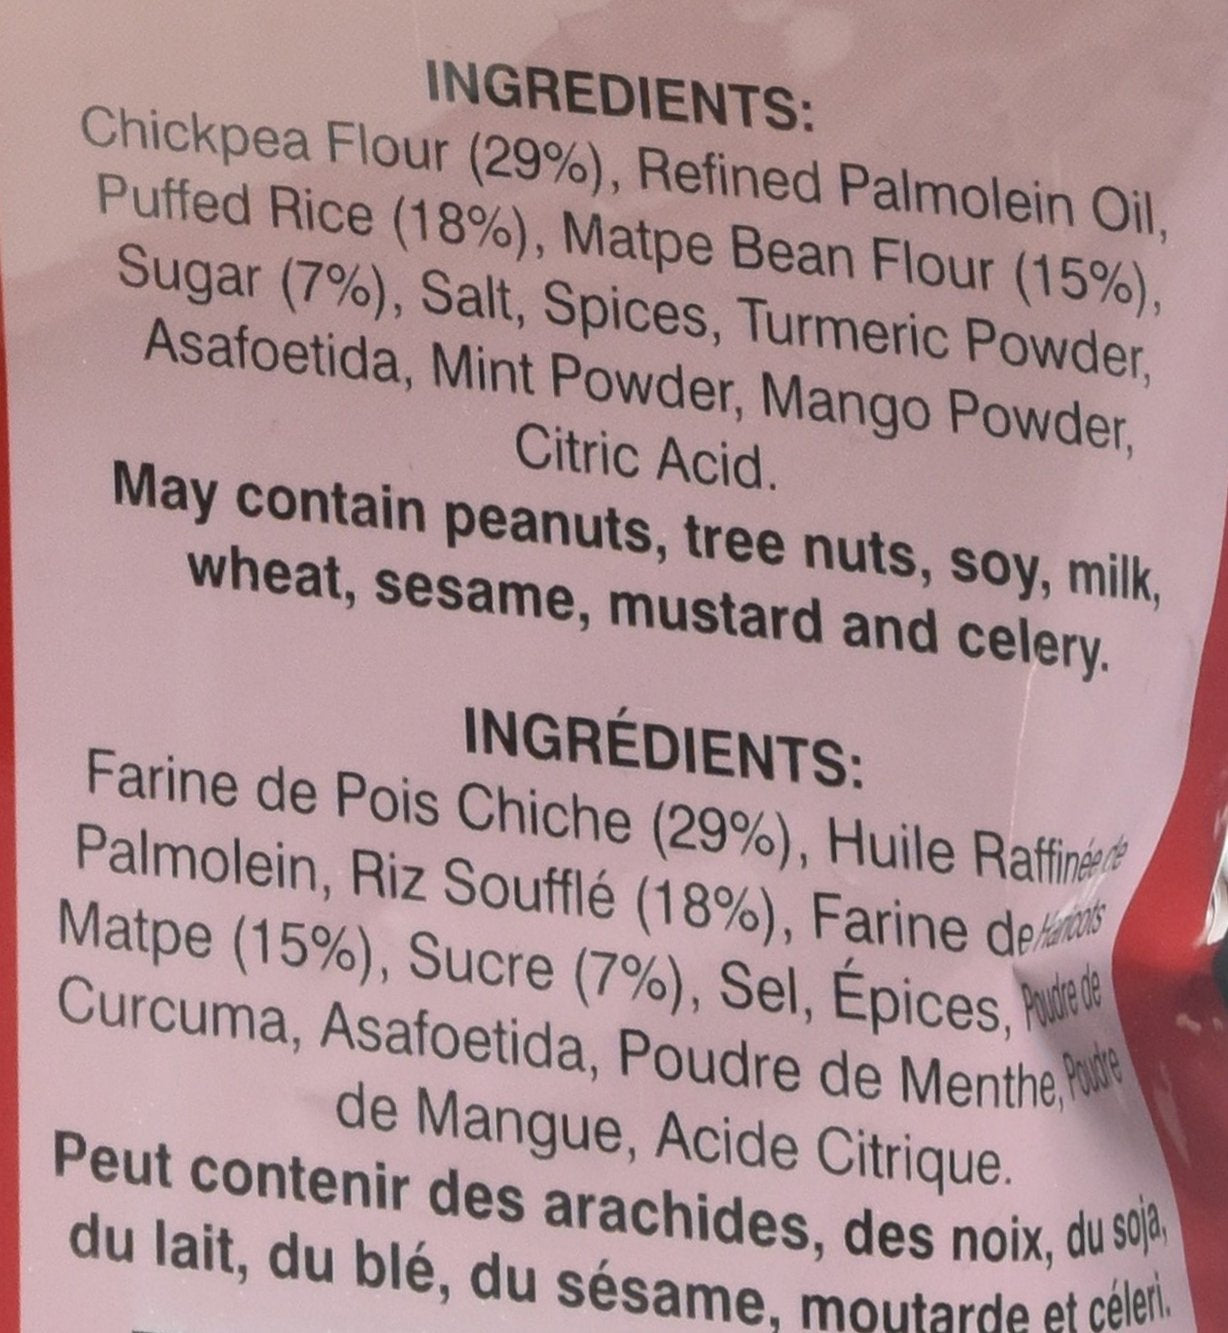 INGREDIENTS:
Chickpea Flour (29%), Refined Palmolein Oil,
Puffed Rice (18%), Matpe Bean Flour (15%),
Sugar (7%), Salt, Spices, Turmeric Powder,
Asafoetida, Mint Powder, Mango Powder,
Citric Acid.
May contain peanuts, tree nuts, soy, milk,
wheat, sesame, mustard and celery.
INGRÉDIENTS:
Farine de Pois Chiche (29%), Huile Raffinée de
Palmolein, Riz Soufflé (18%), Farine de Haricots
Matpe (15%), Sucre (7%), Sel, Épices, Poudre de
Curcuma, Asafoetida, Poudre de Menthe, Poudre
de Mangue, Acide Citrique.
Peut contenir des arachides, des noix, du soja,
du lait, du blé, du sésame, moutarde et céleri.